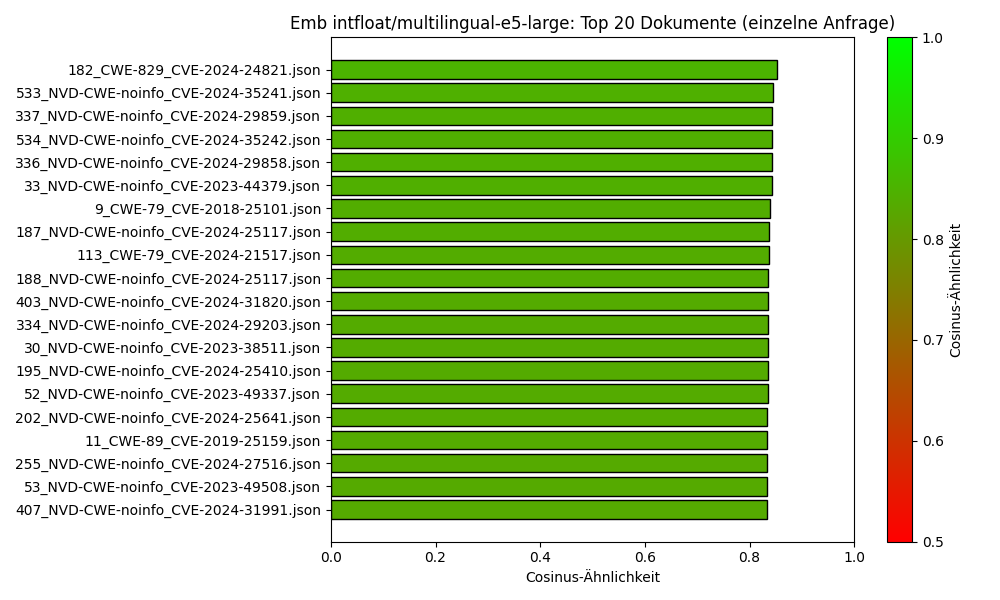 Emb intfloat/multilingual-e5-large: Top 20 Dokumente (einzelne Anfrage)
182_CWE-829_CVE-2024-24821.json
533_NVD-CWE-noinfo_CVE-2024-35241.json
337_NVD-CWE-noinfo_CVE-2024-29859.json
534_NVD-CWE-noinfo_CVE-2024-35242.json
336_NVD-CWE-noinfo_CVE-2024-29858.json
33_NVD-CWE-noinfo_CVE-2023-44379.json
9_CWE-79_CVE-2018-25101.json
187_NVD-CWE-noinfo_CVE-2024-25117.json
113_CWE-79_CVE-2024-21517.json
188_NVD-CWE-noinfo_CVE-2024-25117.json
403_NVD-CWE-noinfo_CVE-2024-31820.json
334_NVD-CWE-noinfo_CVE-2024-29203.json
30_NVD-CWE-noinfo_CVE-2023-38511.json
195_NVD-CWE-noinfo_CVE-2024-25410.json
52_NVD-CWE-noinfo_CVE-2023-49337.json
202_NVD-CWE-noinfo_CVE-2024-25641.json
11_CWE-89_CVE-2019-25159.json
255_NVD-CWE-noinfo_CVE-2024-27516.json
53_NVD-CWE-noinfo_CVE-2023-49508.json
407_NVD-CWE-noinfo_CVE-2024-31991.json
0.0 0.2 0.4 0.6 0.8 1.0
Cosinus-Ähnlichkeit
1.0
0.9
0.8
0.7
0.6
0.5
Cosinus-Ähnlichkeit